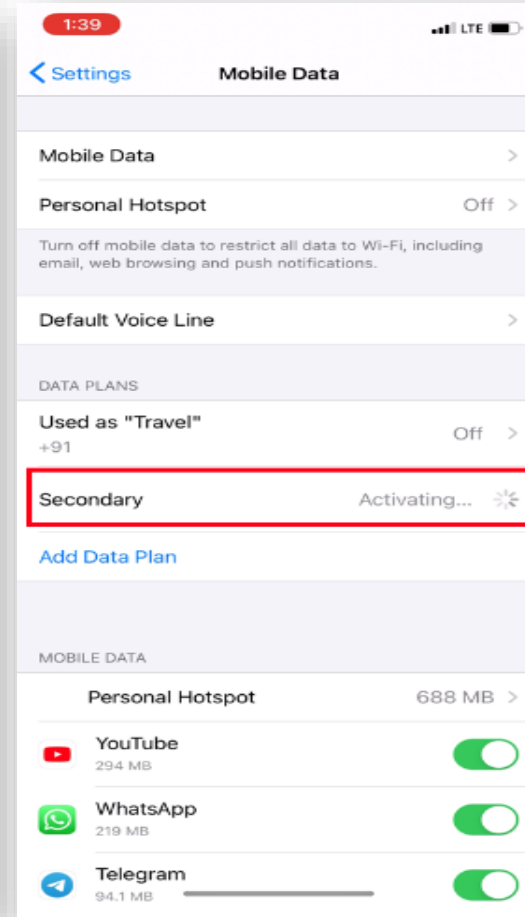 1:39
LTE
Settings
Mobile Data
Mobile Data
Personal Hotspot Off
Turn off mobile data to restrict all data to Wi-Fi, including
email, web browsing and push notifications.
Default Voice Line
DATA PLANS
Used as "Travel" Off
+91
Secondary Activating...
Add Data Plan
MOBILE DATA
Personal Hotspot 688 MB
YouTube
294 MB
WhatsApp
219 MB
Telegram
94.1 MB